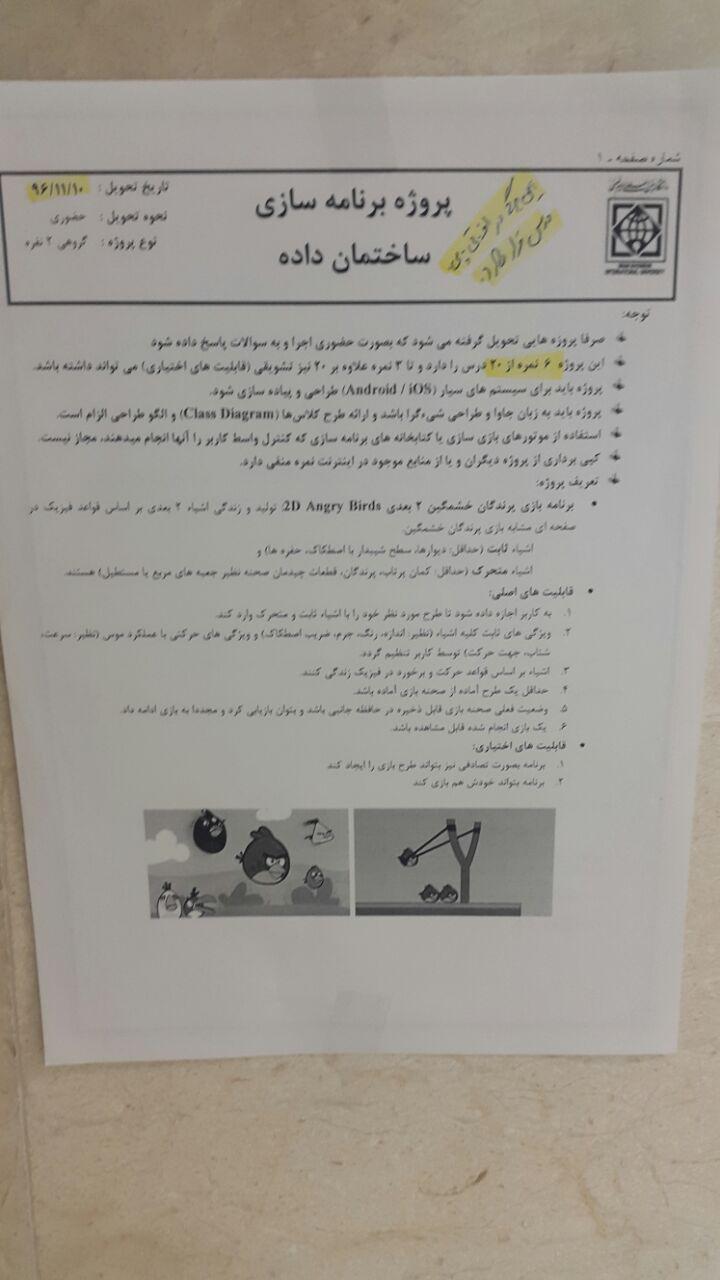 شماره صفحه - ۱
پروژه برنامه سازی
ساختمان داده
تاریخ تحویل : ۹۶/۱۱/۱۰
نحوه تحویل : حضوری
نوع پروژه : گروهی ۲ نفره
توجه:
صرفا پروژه هایی تحویل گرفته می شود که بصورت حضوری اجرا و به سوالات پاسخ داده شود
این پروژه ۶ نمره از ۲۰ درس را دارد و تا ۳ نمره علاوه بر ۲۰ نیز تشویقی (قابلیت های اختیاری) می تواند داشته باشد.
پروژه باید برای سیستم های سیار (Android / iOS) طراحی و پیاده سازی شود.
پروژه باید به زبان جاوا و طراحی شیءگرا باشد و ارائه طرح کلاس‌ها (Class Diagram) و الگو طراحی الزام است.
استفاده از موتورهای بازی سازی یا کتابخانه های برنامه سازی که کنترل واسط کاربر را آنها انجام میدهند، مجاز نیست.
کپی برداری از پروژه دیگران و یا از منابع موجود در اینترنت نمره منفی دارد.
تعریف پروژه:
برنامه بازی پرندگان خشمگین ۲ بعدی 2D Angry Birds: تولید و زندگی اشیاء ۲ بعدی بر اساس قواعد فیزیک در
صفحه ای مشابه بازی پرندگان خشمگین.
اشیاء ثابت (حداقل: دیوارها، سطح شیبدار با اصطکاک، حفره ها) و
اشیاء متحرک (حداقل: کمان پرتاب، پرندگان، قطعات چیدمان صحنه نظیر جعبه های مربع یا مستطیل) هستند.
قابلیت های اصلی:
۱. به کاربر اجازه داده شود تا طرح مورد نظر خود را با اشیاء ثابت و متحرک وارد کند.
۲. ویژگی های ثابت کلیه اشیاء (نظیر: اندازه، رنگ، جرم، ضریب اصطکاک) و ویژگی های حرکتی با عملکرد موس (نظیر: سرعت،
شتاب، جهت حرکت) توسط کاربر تنظیم گردد.
۳. اشیاء بر اساس قواعد حرکت و برخورد در فیزیک زندگی کنند.
۴. حداقل یک طرح آماده از صحنه بازی آماده باشد.
۵. وضعیت فعلی صحنه بازی قابل ذخیره در حافظه جانبی باشد و بتوان بازیابی کرد و مجددا به بازی ادامه داد.
۶. یک بازی انجام شده قابل مشاهده باشد.
قابلیت های اختیاری:
۱. برنامه بصورت تصادفی نیز بتواند طرح بازی را ایجاد کند
۲. برنامه بتواند خودش هم بازی کند